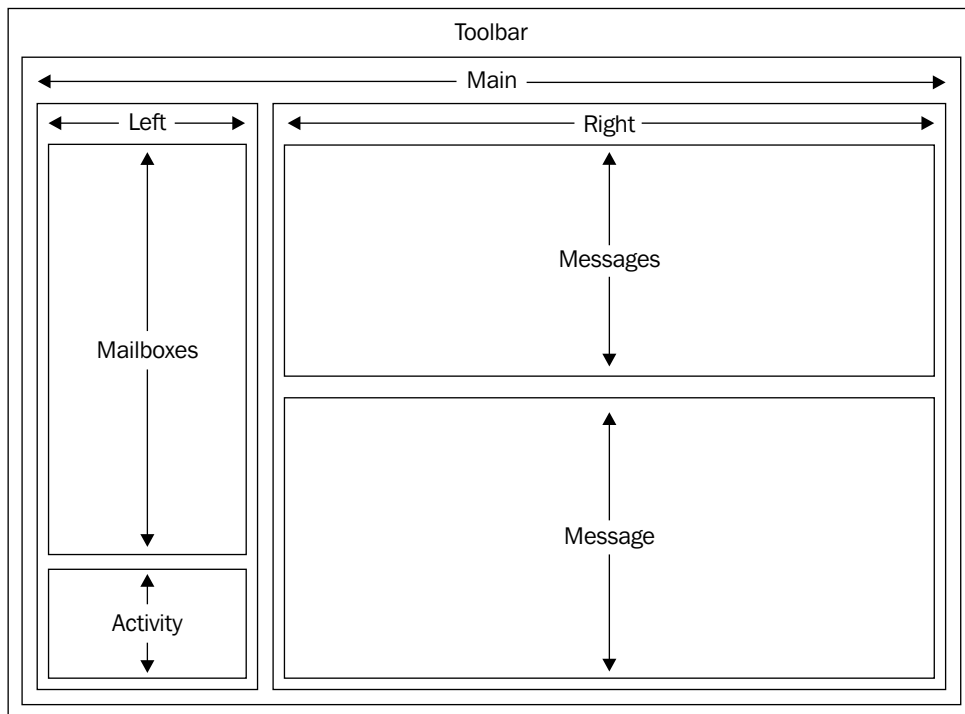 Toolbar
Main
Left
Right
Messages
Mailboxes
Message
Activity